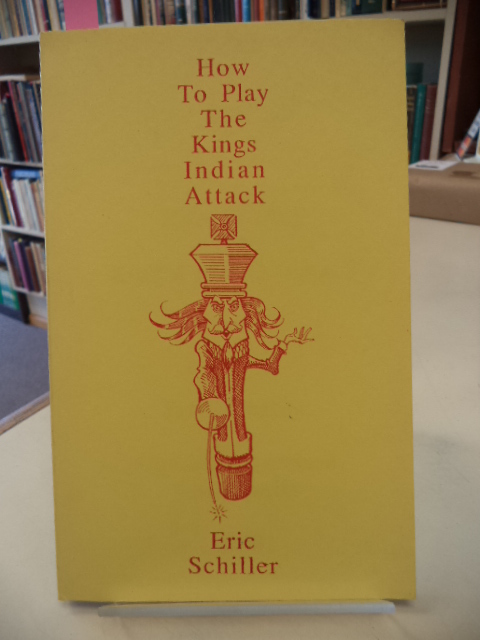 How
To Play
The
Kings
Indian
Attack
Eric
Schiller